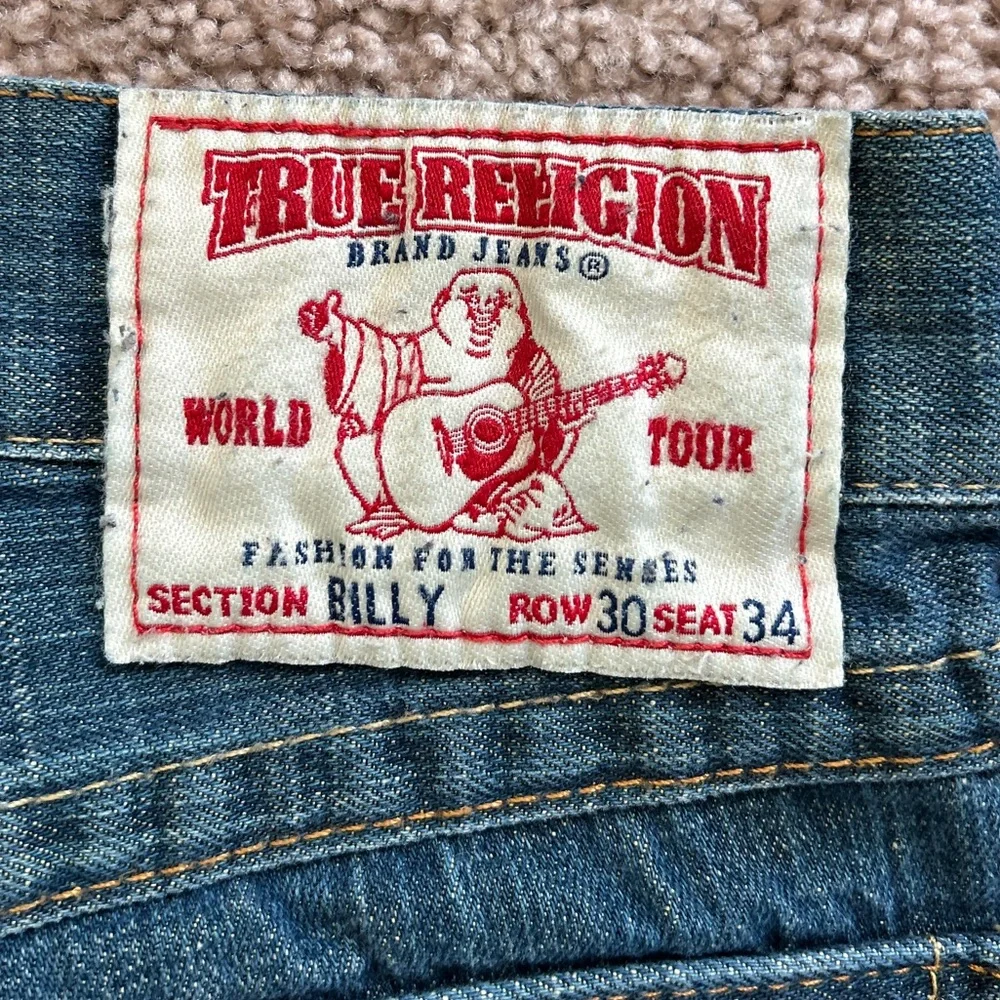 TRUE RELIGION
BRAND JEANS®
WORLD TOUR
FASHION FOR THE SENSES
SECTION BILLY ROW 30 SEAT 34